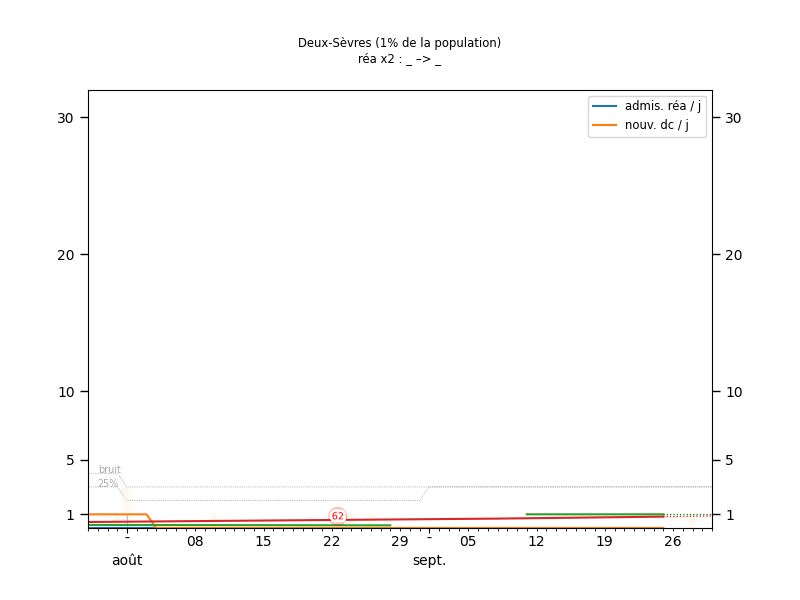 Deux-Sèvres (1% de la population)
réa x2 : _ –> _
admis. réa / j
nouv. dc / j
30 30
20 20
10 10
5 5
1 1
bruit
25%
62
- 08 15 22 29 - 05 12 19 26
août sept.